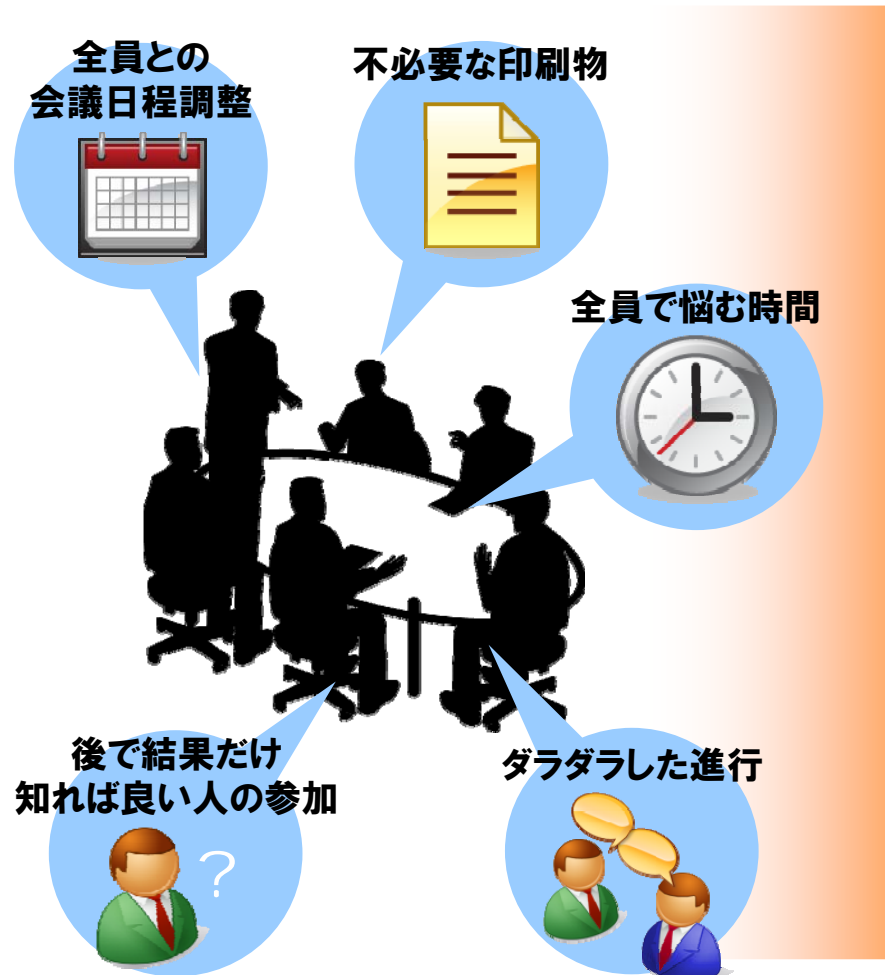 全員との
会議日程調整
不必要な印刷物
全員で悩む時間
後で結果だけ
知れば良い人の参加
?
ダラダラした進行